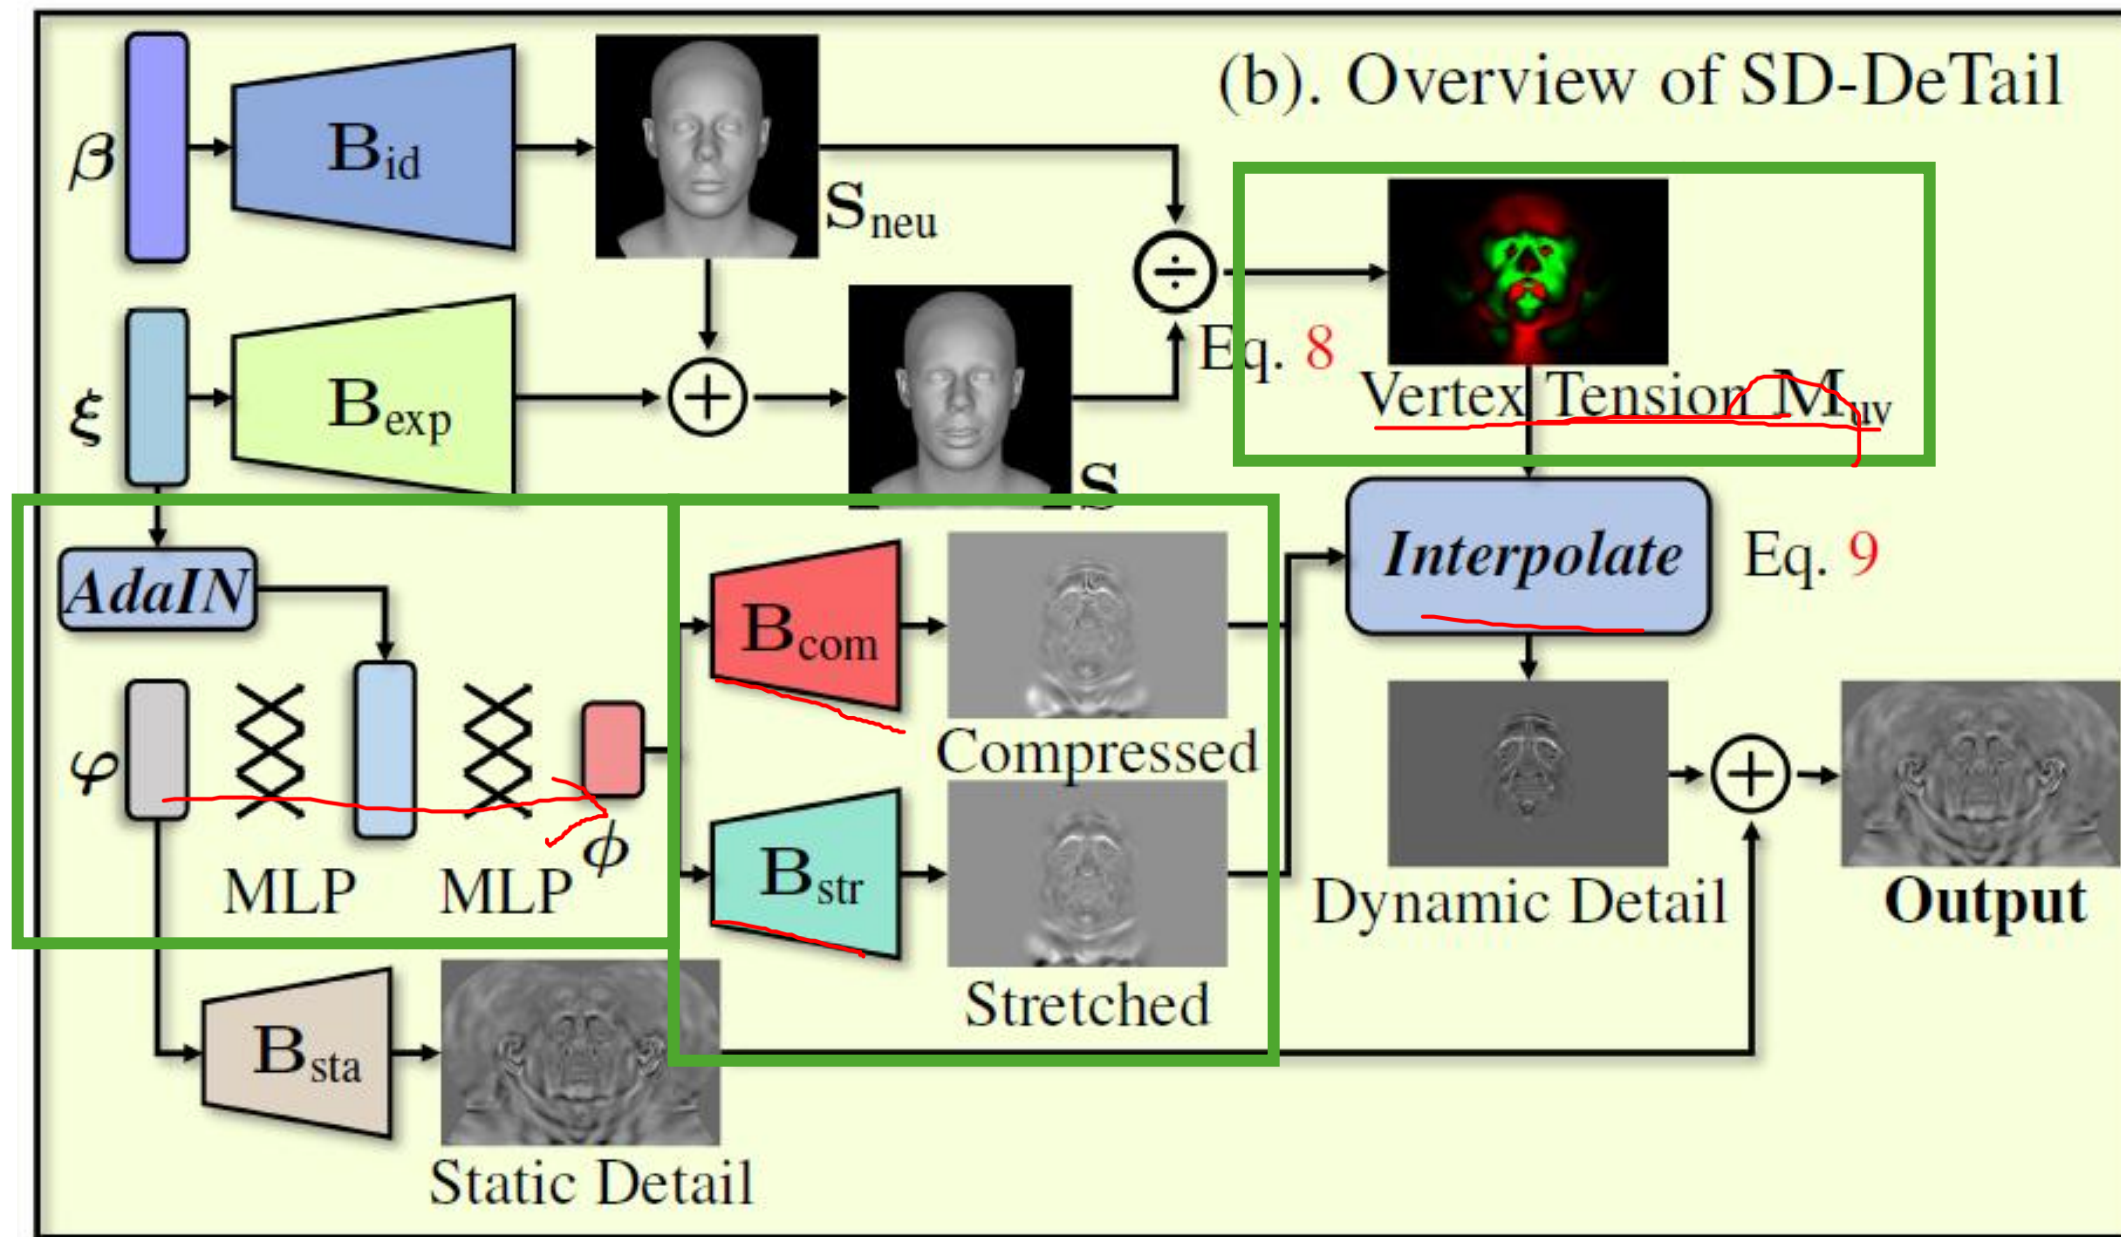 (b). Overview of SD-DeTail
β
B_id
S_neu
ξ
B_exp
S
Eq. 8
Vertex Tension M_uv
AdaIN
B_com
Compressed
Interpolate
Eq. 9
φ
MLP
MLP
ϕ
B_str
Stretched
Dynamic Detail
Output
B_sta
Static Detail